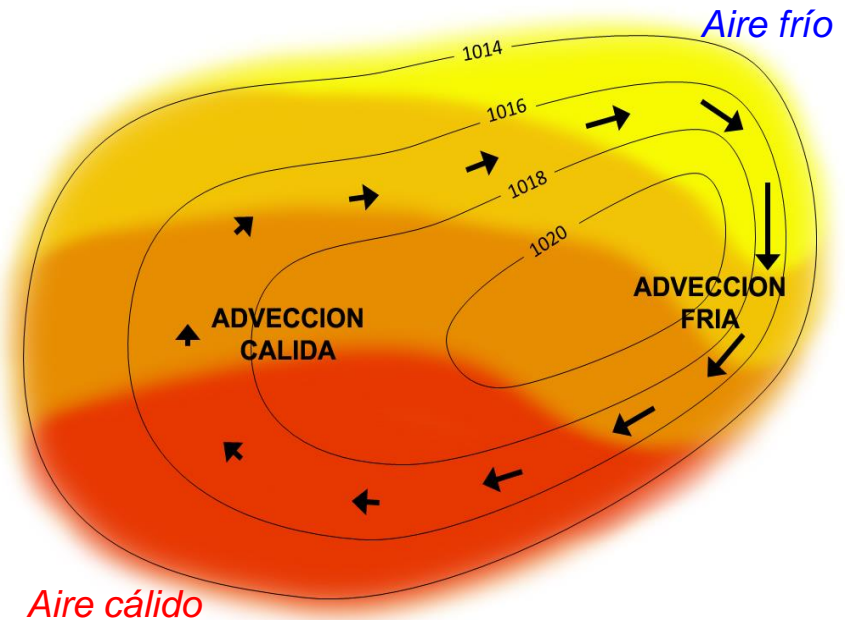 Aire frío
1014
1016
1018
1020
ADVECCION
FRIA
ADVECCION
CALIDA
Aire cálido